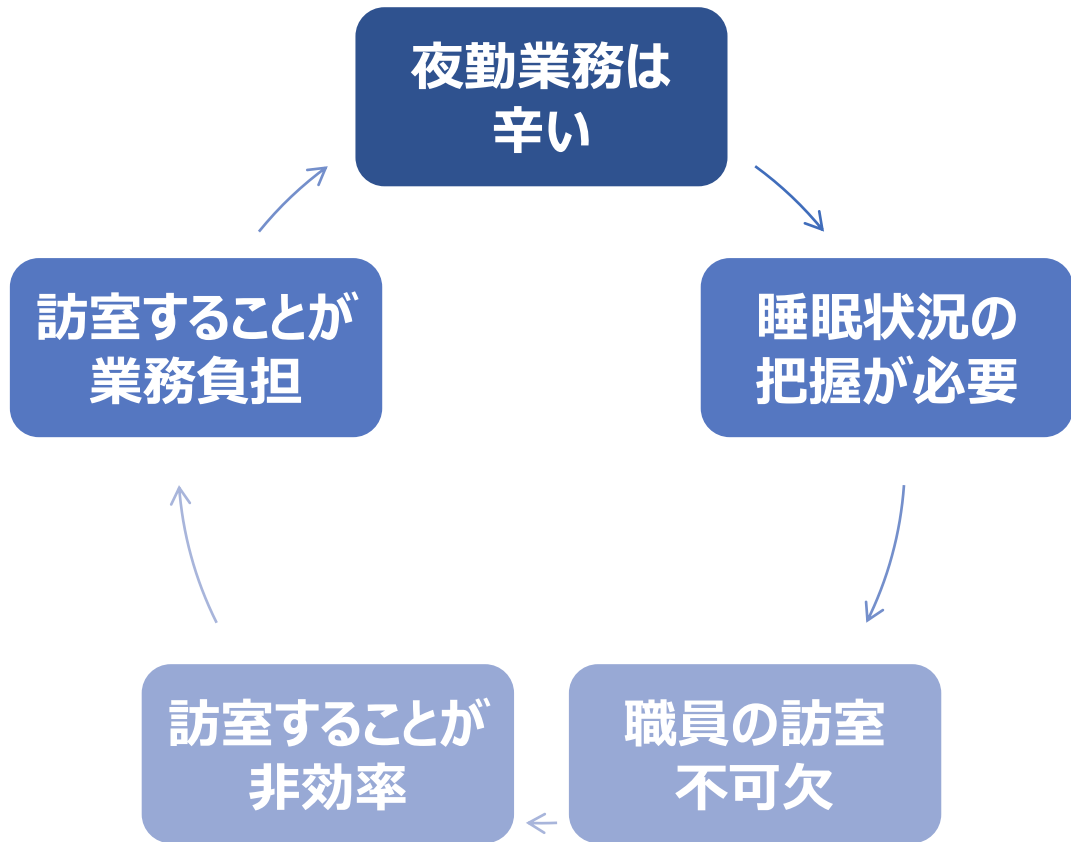 夜勤業務は
辛い
睡眠状況の
把握が必要
職員の訪室
不可欠
訪室することが
非効率
訪室することが
業務負担